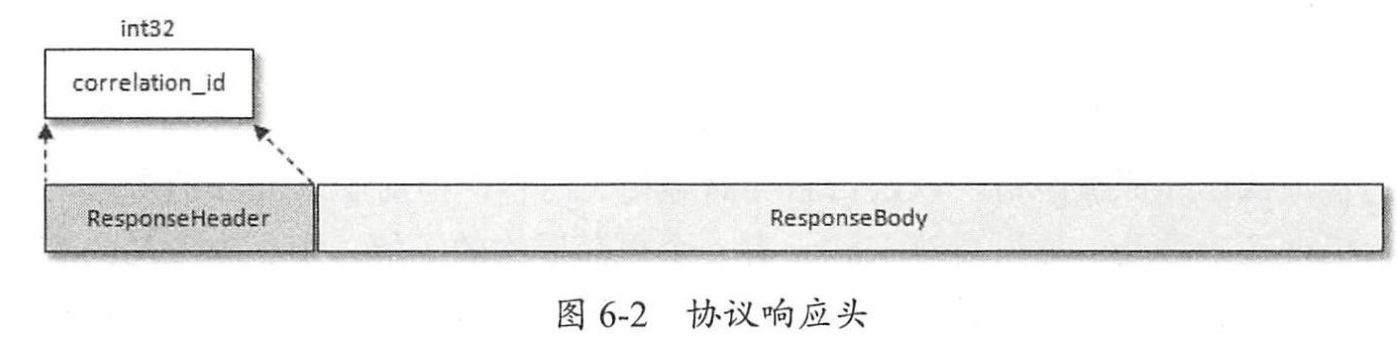 int32
correlation_id
ResponseHeader
ResponseBody
图 6-2 协议响应头